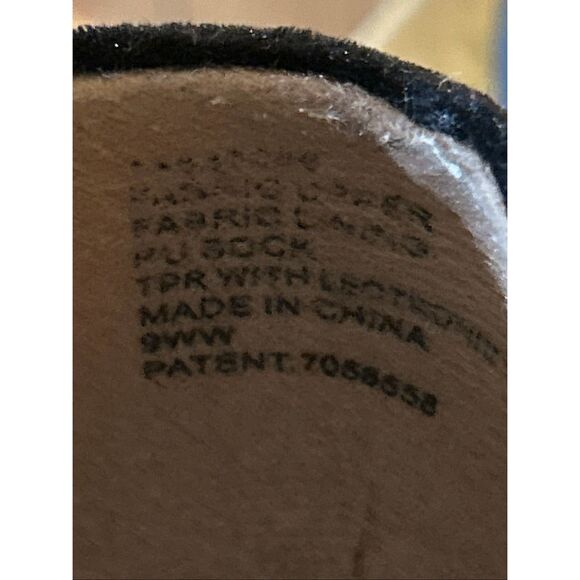 FABRIC UPPER
FABRIC LINING
PU SOCK
TPR WITH
MADE IN CHINA
9WW
PATENT:7056558